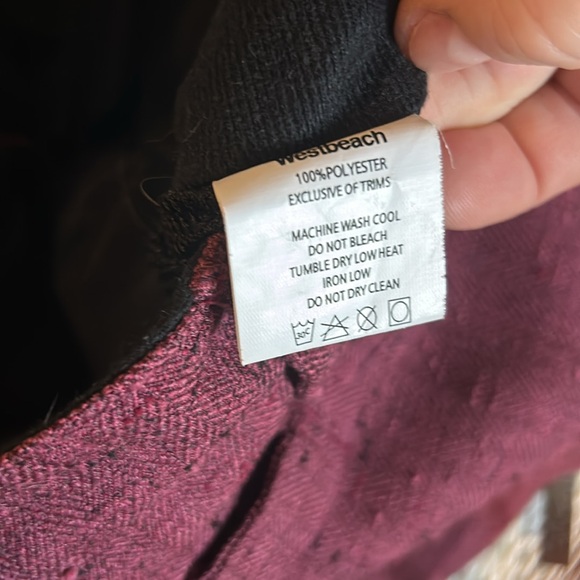 westbeach
100%POLYESTER
EXCLUSIVE OF TRIMS
MACHINE WASH COOL
DO NOT BLEACH
TUMBLE DRY LOW HEAT
IRON LOW
DO NOT DRY CLEAN
30C